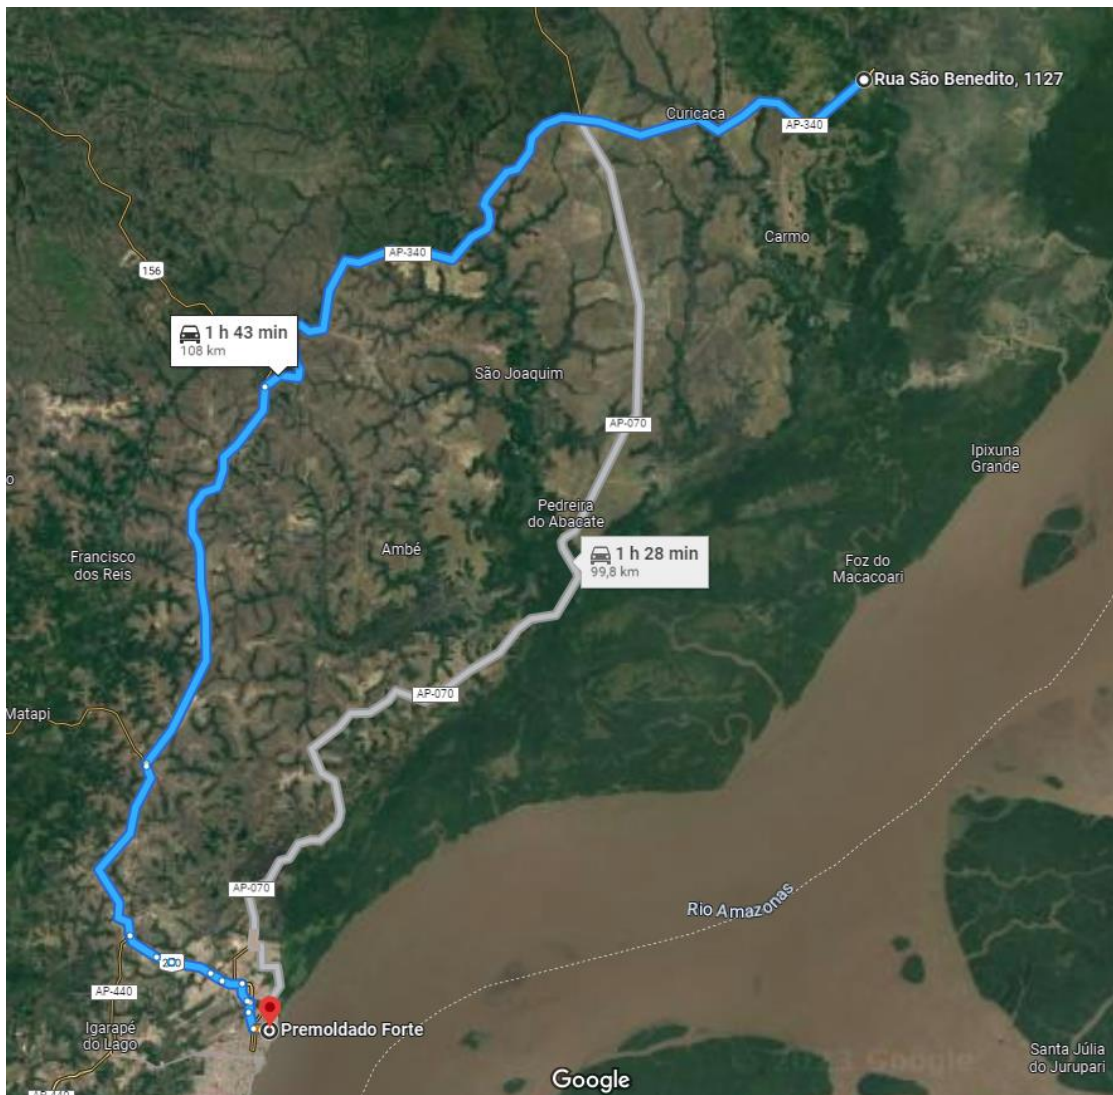 Rua São Benedito, 1127
Curicaca
AP-340
Carmo
AP-340
156
1 h 43 min
108 km
São Joaquim
AP-070
Ipixuna
Grande
o
Pedreira
do Abacate
1 h 28 min
99,8 km
Ambé
Francisco
dos Reis
Foz do
Macacoari
AP-070
Matapi
AP-070
Rio Amazonas
AP-440
Premoldado Forte
Igarapé
do Lago
Santa Júlia
do Jurupari
Google